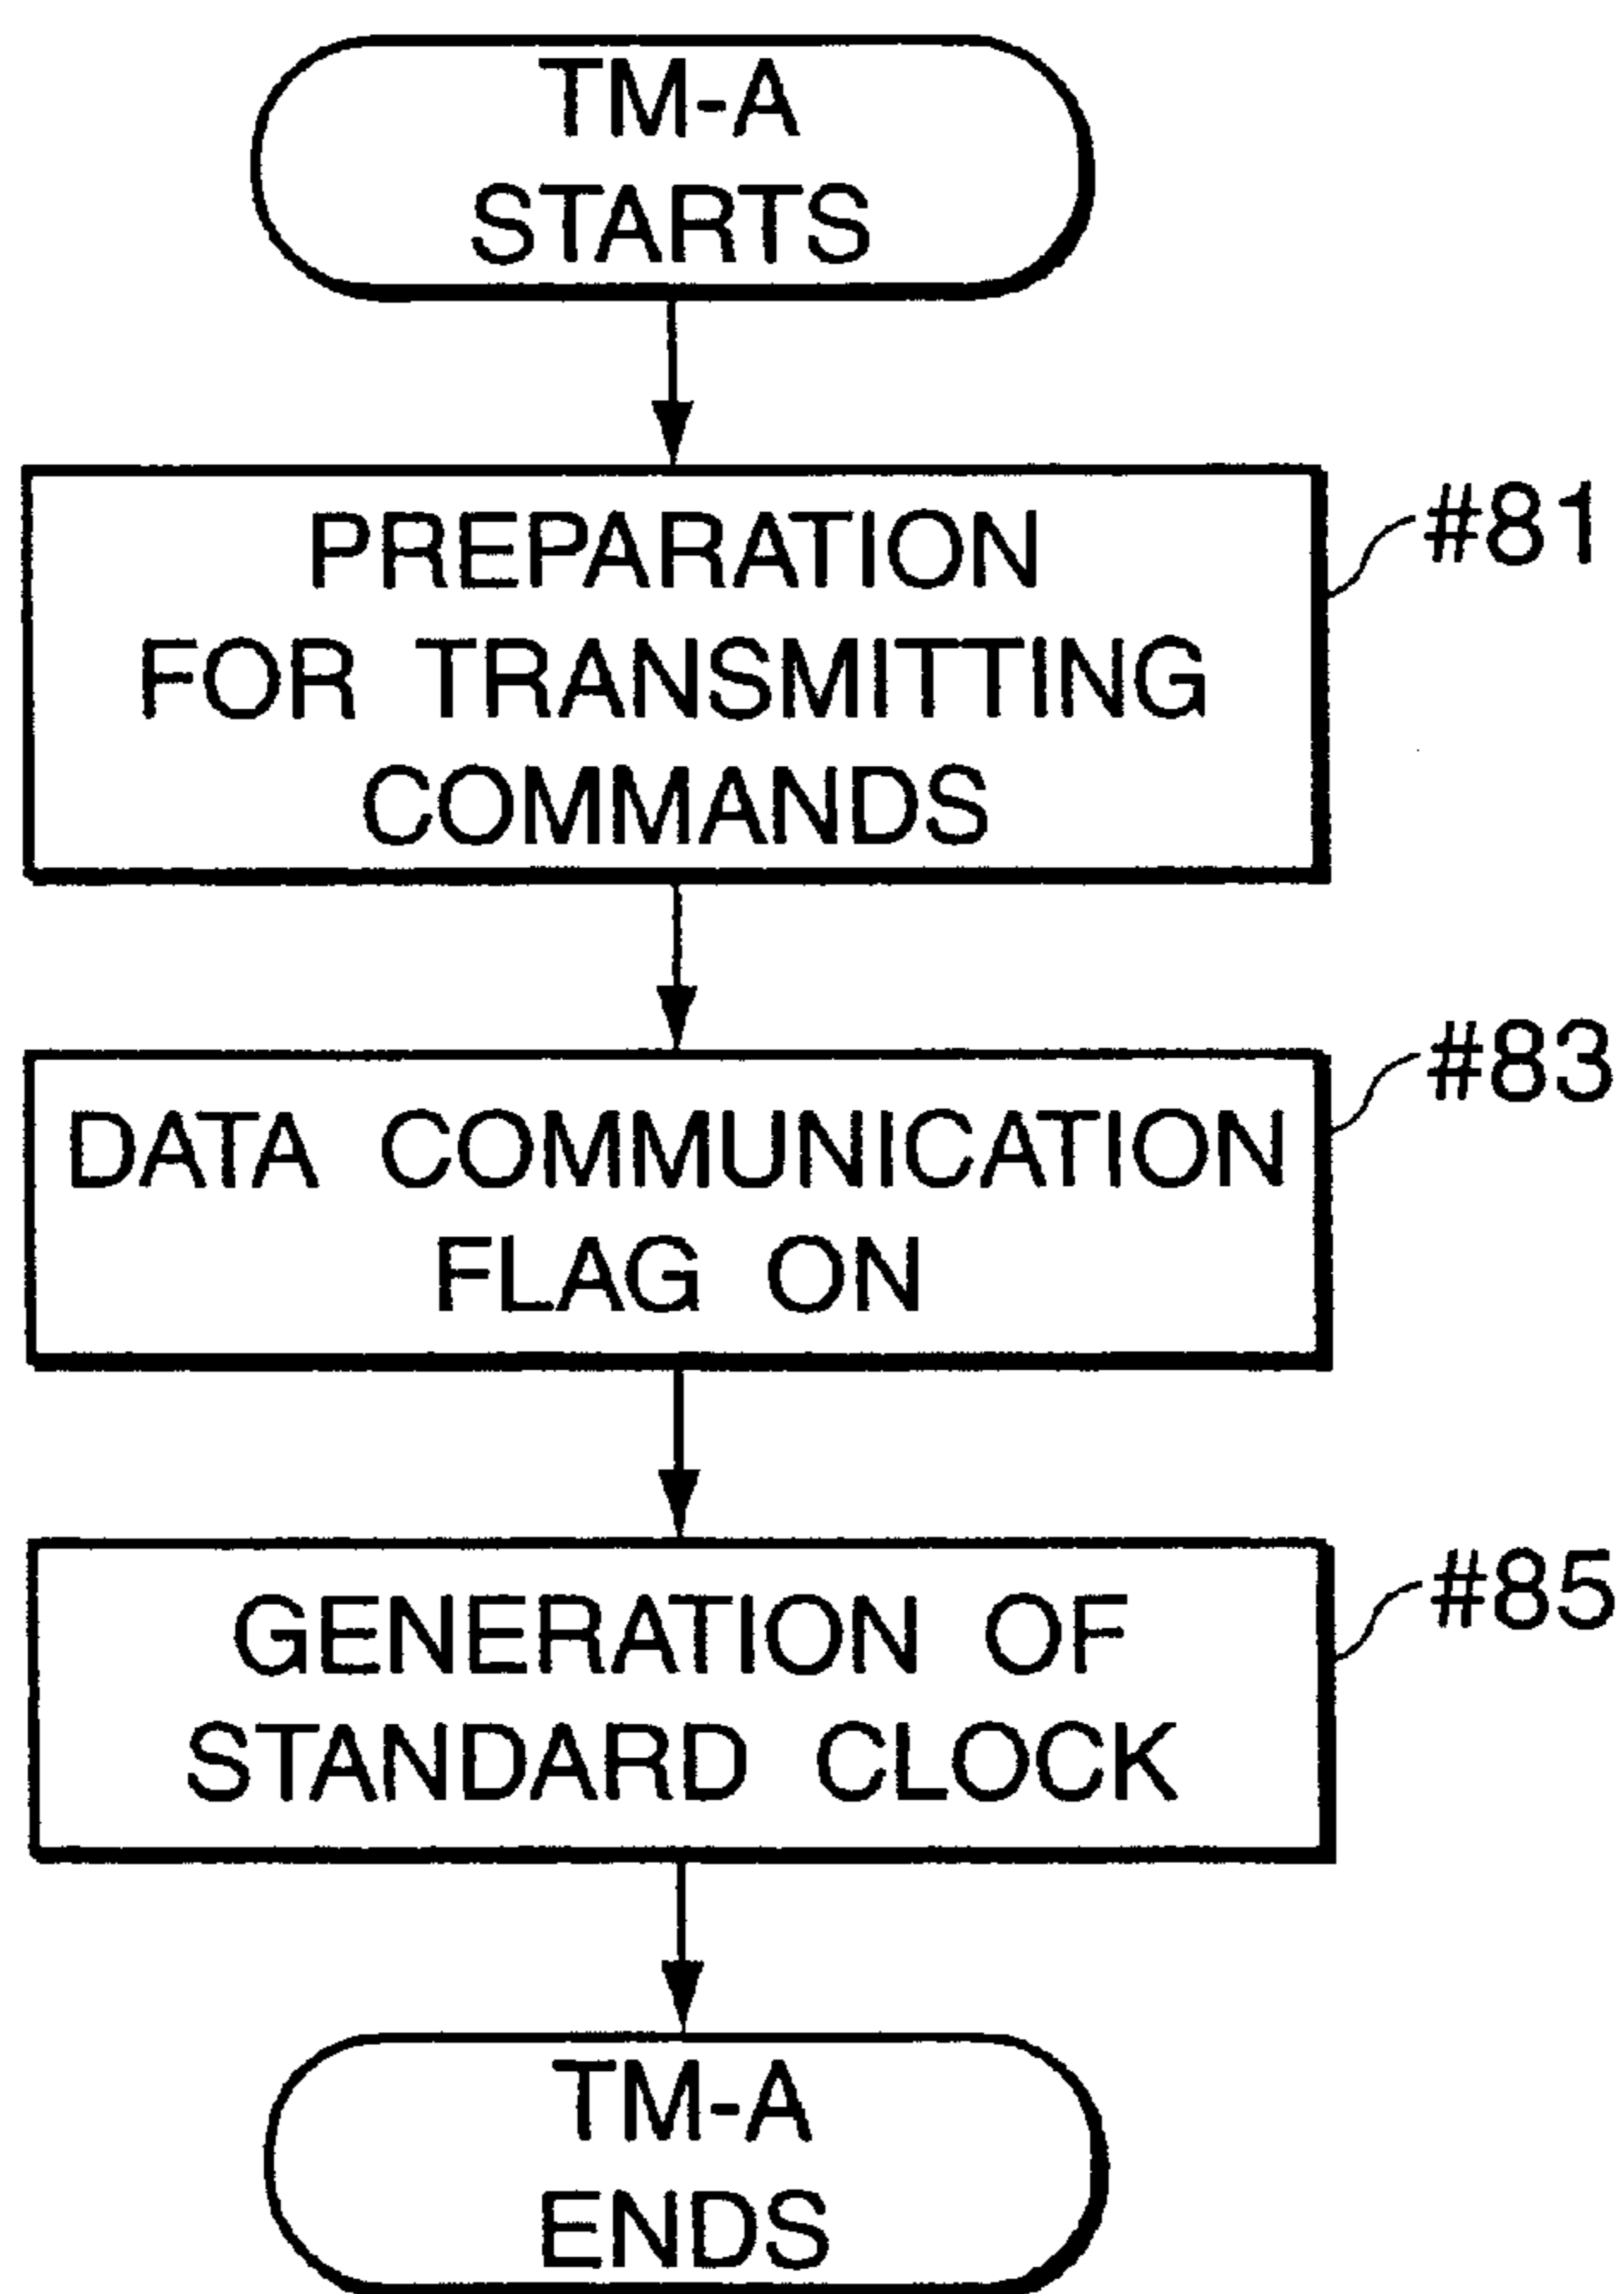 TM-A
STARTS
PREPARATION
FOR TRANSMITTING
COMMANDS
#81
DATA COMMUNICATION
FLAG ON
#83
GENERATION OF
STANDARD CLOCK
#85
TM-A
ENDS